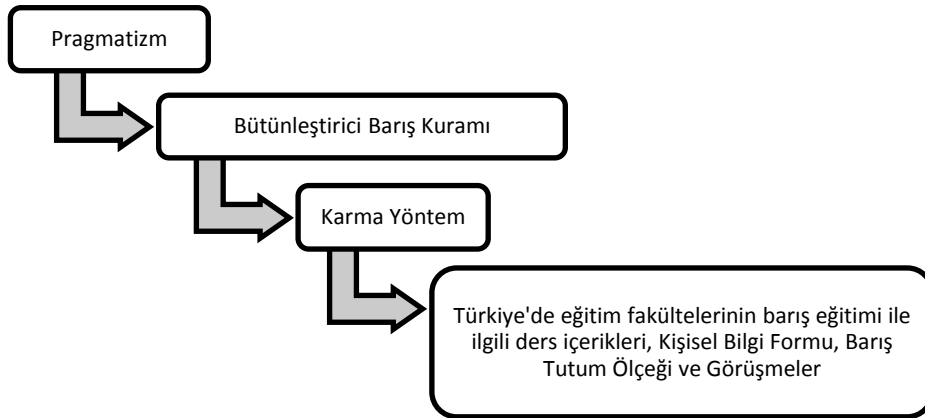 Pragmatizm
Bütünleştirici Barış Kuramı
Karma Yöntem
Türkiye'de eğitim fakültelerinin barış eğitimi ile
ilgili ders içerikleri, Kişisel Bilgi Formu, Barış
Tutum Ölçeği ve Görüşmeler